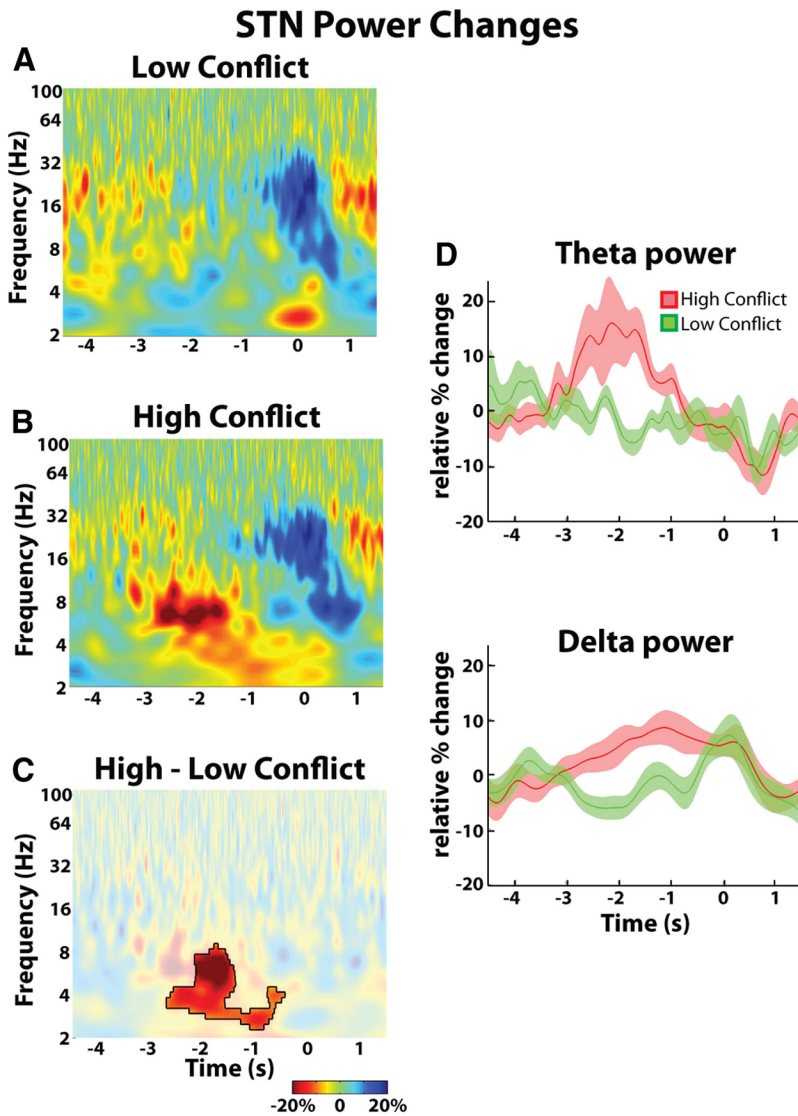 STN Power Changes
A
Low Conflict
Frequency (Hz)
100
64
32
16
8
4
2
-4 -3 -2 -1 0 1
B
High Conflict
Frequency (Hz)
100
64
32
16
8
4
2
-4 -3 -2 -1 0 1
C
High - Low Conflict
Frequency (Hz)
100
64
32
16
8
4
2
-4 -3 -2 -1 0 1
Time (s)
-20% 0 20%
D
Theta power
relative % change
High Conflict
Low Conflict
20
10
0
-10
-20
-4 -3 -2 -1 0 1
Delta power
relative % change
20
10
0
-10
-20
-4 -3 -2 -1 0 1
Time (s)